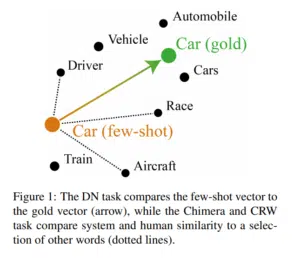 Automobile
Vehicle
Car (gold)
Driver
Cars
Race
Car (few-shot)
Train
Aircraft
Figure 1: The DN task compares the few-shot vector to
the gold vector (arrow), while the Chimera and CRW
task compare system and human similarity to a selec-
tion of other words (dotted lines).